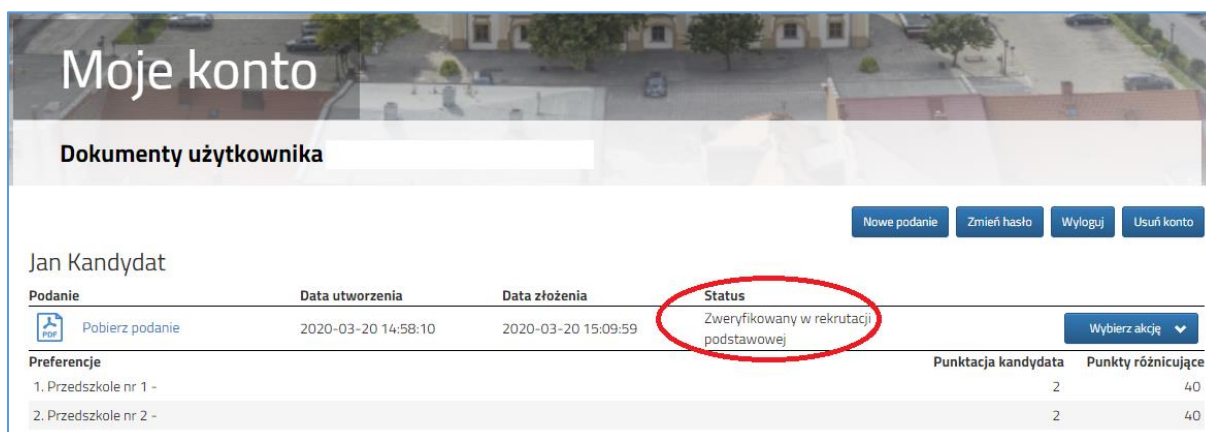 Moje konto
Dokumenty użytkownika
Nowe podanie Zmień hasło Wyloguj Usuń konto
Jan Kandydat
Podanie Data utworzenia Data złożenia Status
PDF Pobierz podanie 2020-03-20 14:58:10 2020-03-20 15:09:59 Zweryfikowany w rekrutacji
podstawowej Wybierz akcję
Preferencje Punktacja kandydata Punkty różnicujące
1. Przedszkole nr 1 - 2 40
2. Przedszkole nr 2 - 2 40